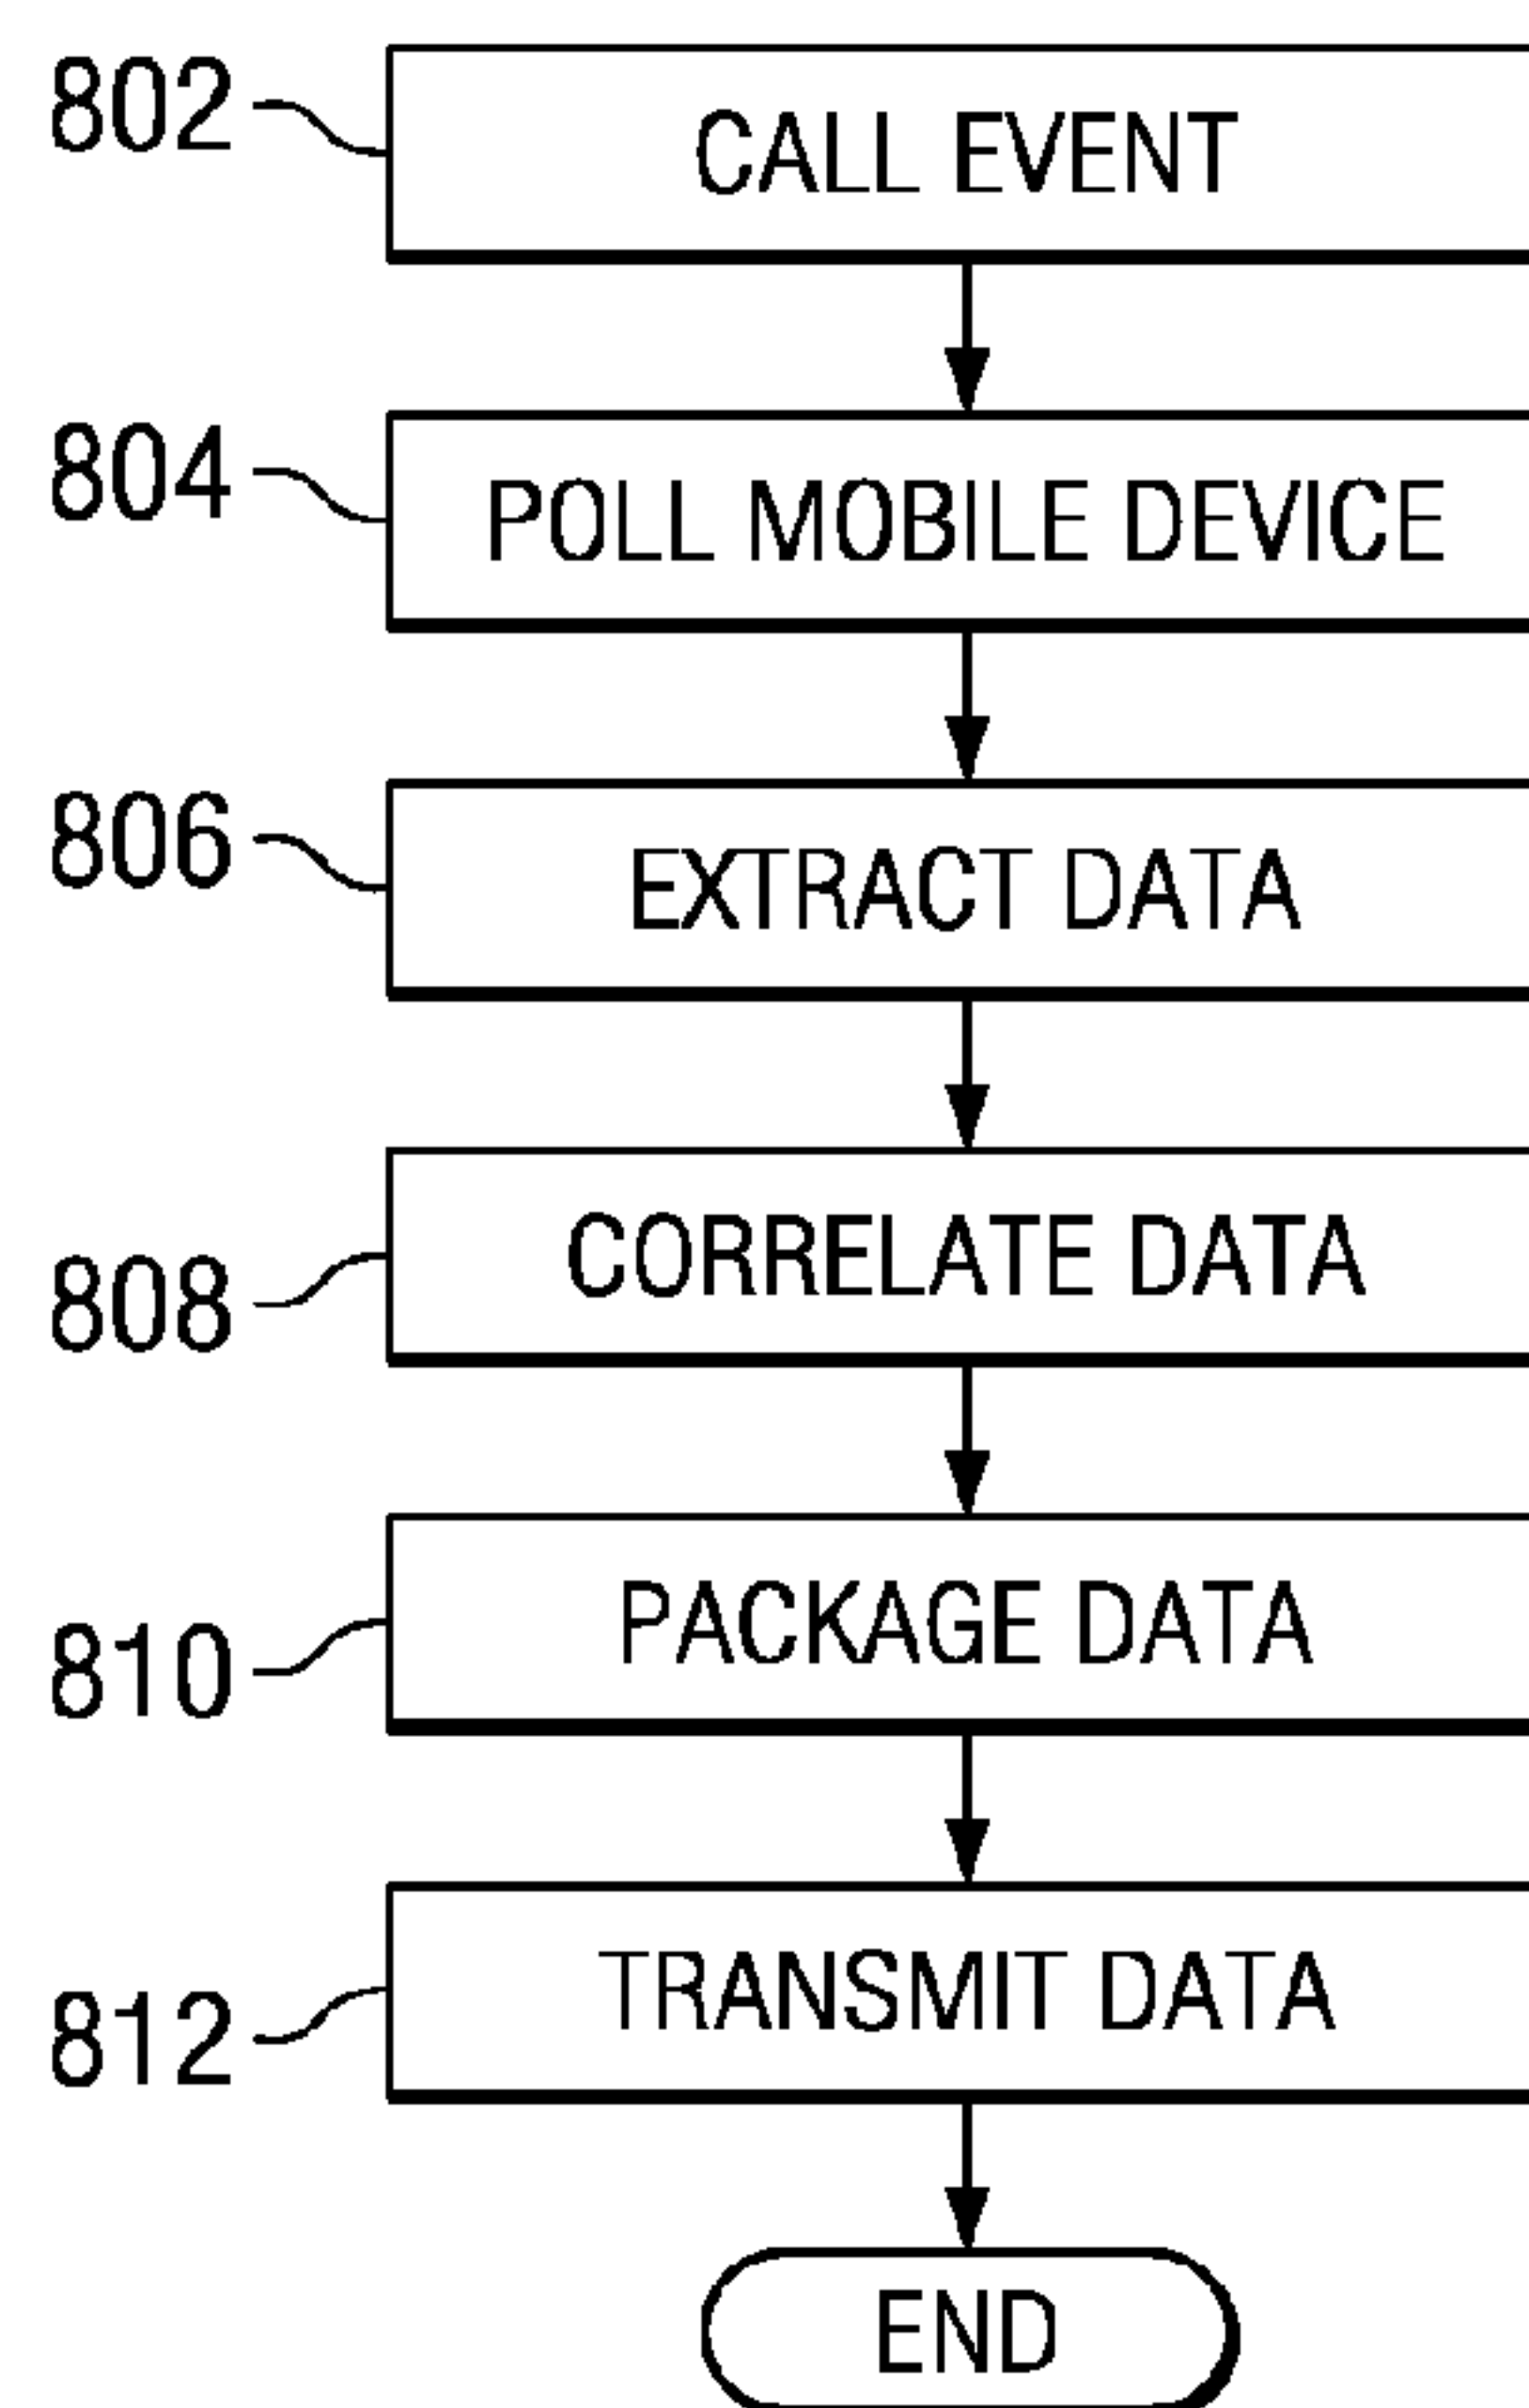 802
CALL EVENT
804
POLL MOBILE DEVICE
806
EXTRACT DATA
808
CORRELATE DATA
810
PACKAGE DATA
812
TRANSMIT DATA
END